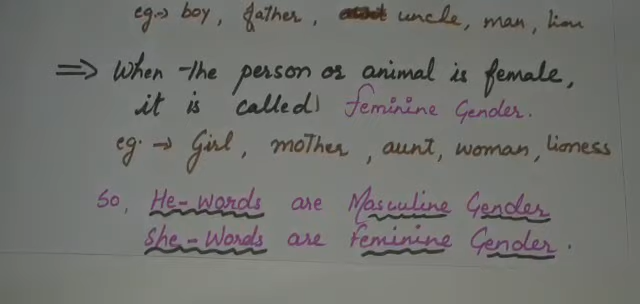 eg:→ boy, father, uncle, man, lion
⇒ When the person or animal is female,
it is called feminine Gender.
eg: → Girl, mother, aunt, woman, lioness
So, He-Words are Masculine Gender
She-Words are Feminine Gender.